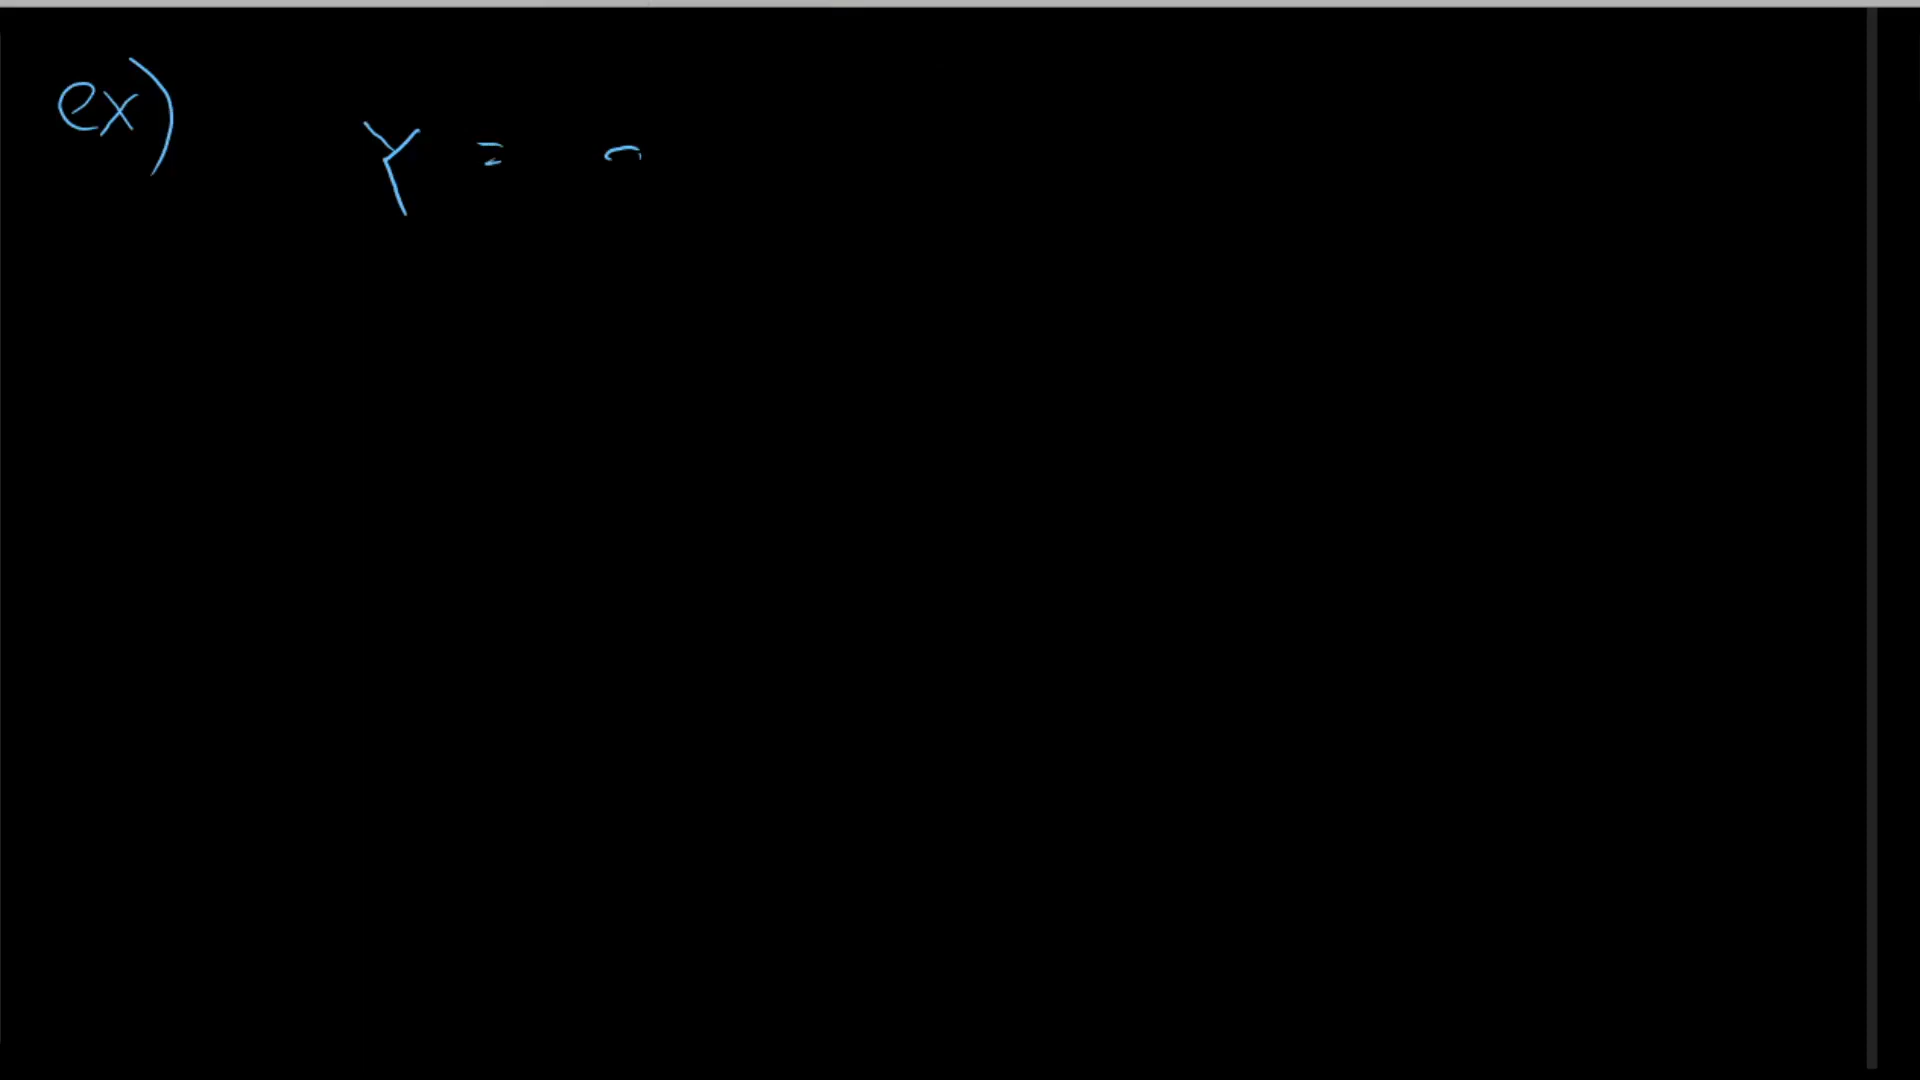 ex)
Y =